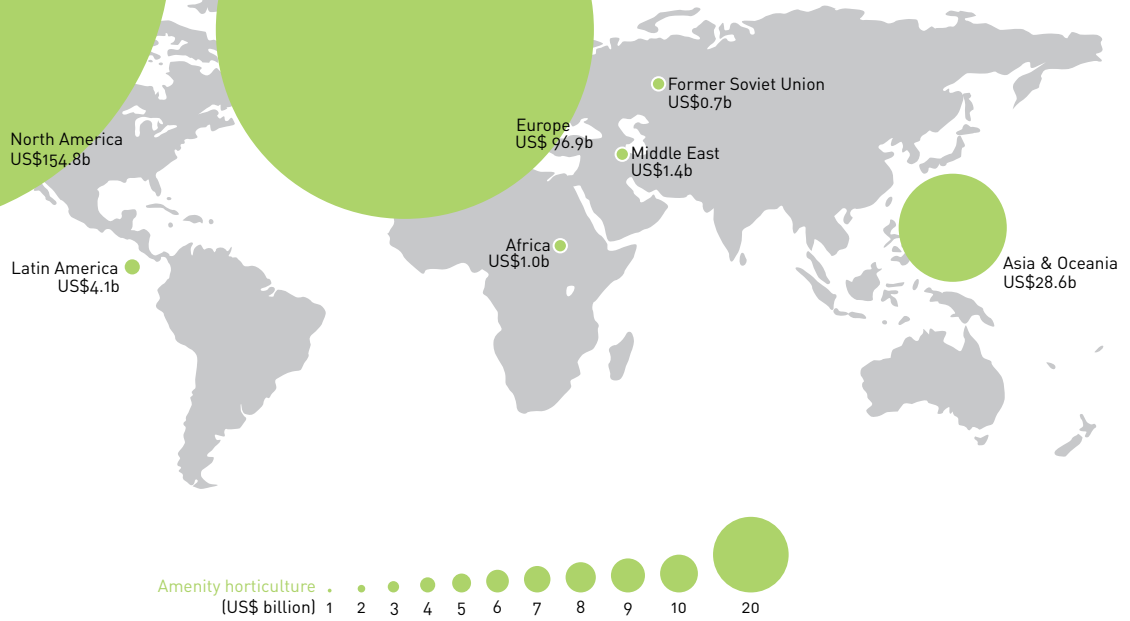 Former Soviet Union
US$0.7b
Europe
US$ 96.9b
North America
US$154.8b
Middle East
US$1.4b
Africa
US$1.0b
Latin America
US$4.1b
Asia & Oceania
US$28.6b
Amenity horticulture
(US$ billion) 1 2 3 4 5 6 7 8 9 10 20